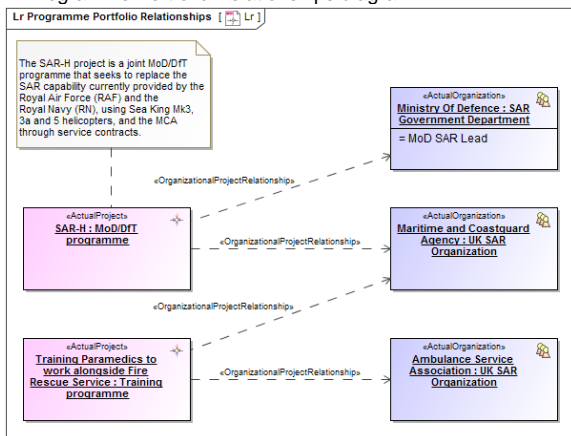 Lr Programme Portfolio Relationships [ Lr ]
The SAR-H project is a joint MoD/DfT
programme that seeks to replace the
SAR capability currently provided by the
Royal Air Force (RAF) and the
Royal Navy (RN), using Sea King Mk3,
3a and 5 helicopters, and the MCA
through service contracts.
«ActualOrganization»
Ministry Of Defence : SAR
Government Department
= MoD SAR Lead
«OrganizationalProjectRelationship»
«ActualProject»
SAR-H : MoD/DfT
programme
«OrganizationalProjectRelationship»
«ActualOrganization»
Maritime and Coastguard
Agency : UK SAR
Organization
«OrganizationalProjectRelationship»
«ActualProject»
Training Paramedics to
work alongside Fire
Rescue Service : Training
programme
«OrganizationalProjectRelationship»
«ActualOrganization»
Ambulance Service
Association : UK SAR
Organization